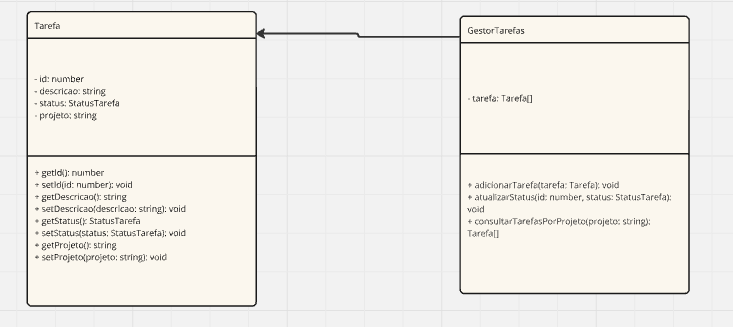 Tarefa
- id: number
- descricao: string
- status: StatusTarefa
- projeto: string
+ getId(): number
+ setId(id: number): void
+ getDescricao(): string
+ setDescricao(descricao: string): void
+ getStatus(): StatusTarefa
+ setStatus(status: StatusTarefa): void
+ getProjeto(): string
+ setProjeto(projeto: string): void
GestorTarefas
- tarefa: Tarefa[]
+ adicionarTarefa(tarefa: Tarefa): void
+ atualizarStatus(id: number, status: StatusTarefa):
void
+ consultarTarefasPorProjeto(projeto: string):
Tarefa[]